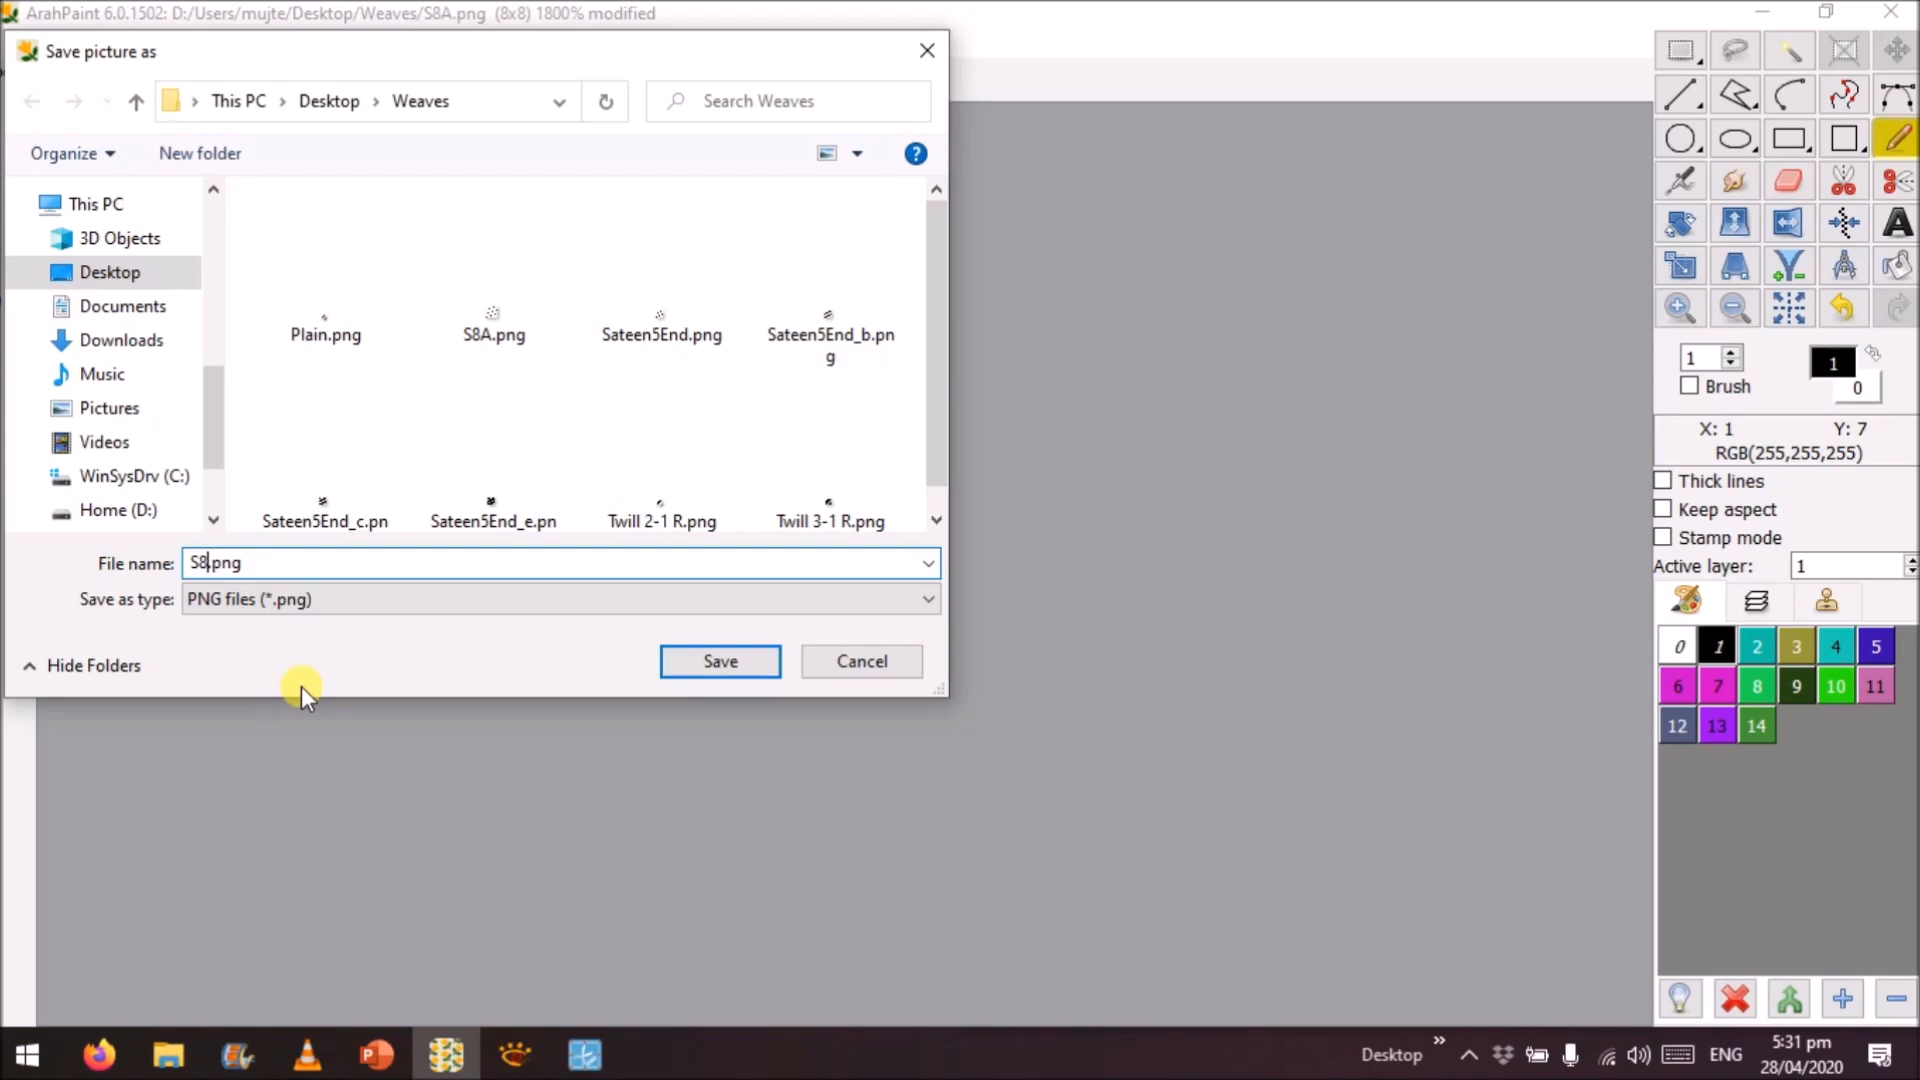 ArahPaint 6.0.1502: D:/Users/mujte/Desktop/Weaves/S8A.png (8x8) 1800% modified
Save picture as
This PC > Desktop > Weaves
Search Weaves
Organize
New folder
This PC
3D Objects
Desktop
Documents
Downloads
Music
Pictures
Videos
WinSysDrv (C:)
Home (D:)
Plain.png
S8A.png
Sateen5End.png
Sateen5End_b.pn
g
Sateen5End_c.pn
Sateen5End_e.pn
Twill 2-1 R.png
Twill 3-1 R.png
File name: S8.png
Save as type: PNG files (*.png)
Hide Folders
Save
Cancel
A
1
Brush
1
0
X: 1 Y: 7
RGB(255,255,255)
Thick lines
Keep aspect
Stamp mode
Active layer: 1
0 1 2 3 4 5
6 7 8 9 10 11
12 13 14
Desktop
ENG
5:31 pm
28/04/2020